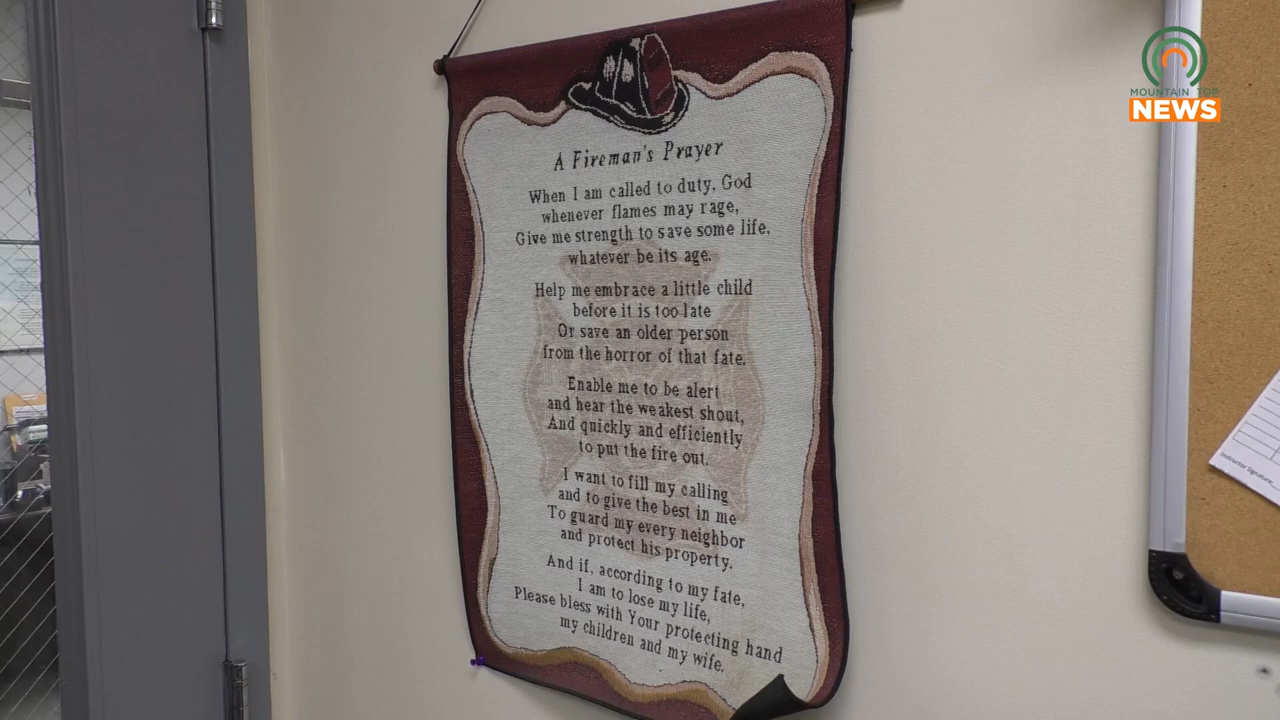 MOUNTAIN TOP
NEWS
A Fireman's Prayer
When I am called to duty, God
whenever flames may rage,
Give me strength to save some life,
whatever be its age.
Help me embrace a little child
before it is too late
Or save an older person
from the horror of that fate.
Enable me to be alert
and hear the weakest shout,
And quickly and efficiently
to put the fire out.
I want to fill my calling
and to give the best in me
To guard my every neighbor
and protect his property.
And if, according to my fate,
I am to lose my life,
Please bless with Your protecting hand
my children and my wife.
Instructor Signature